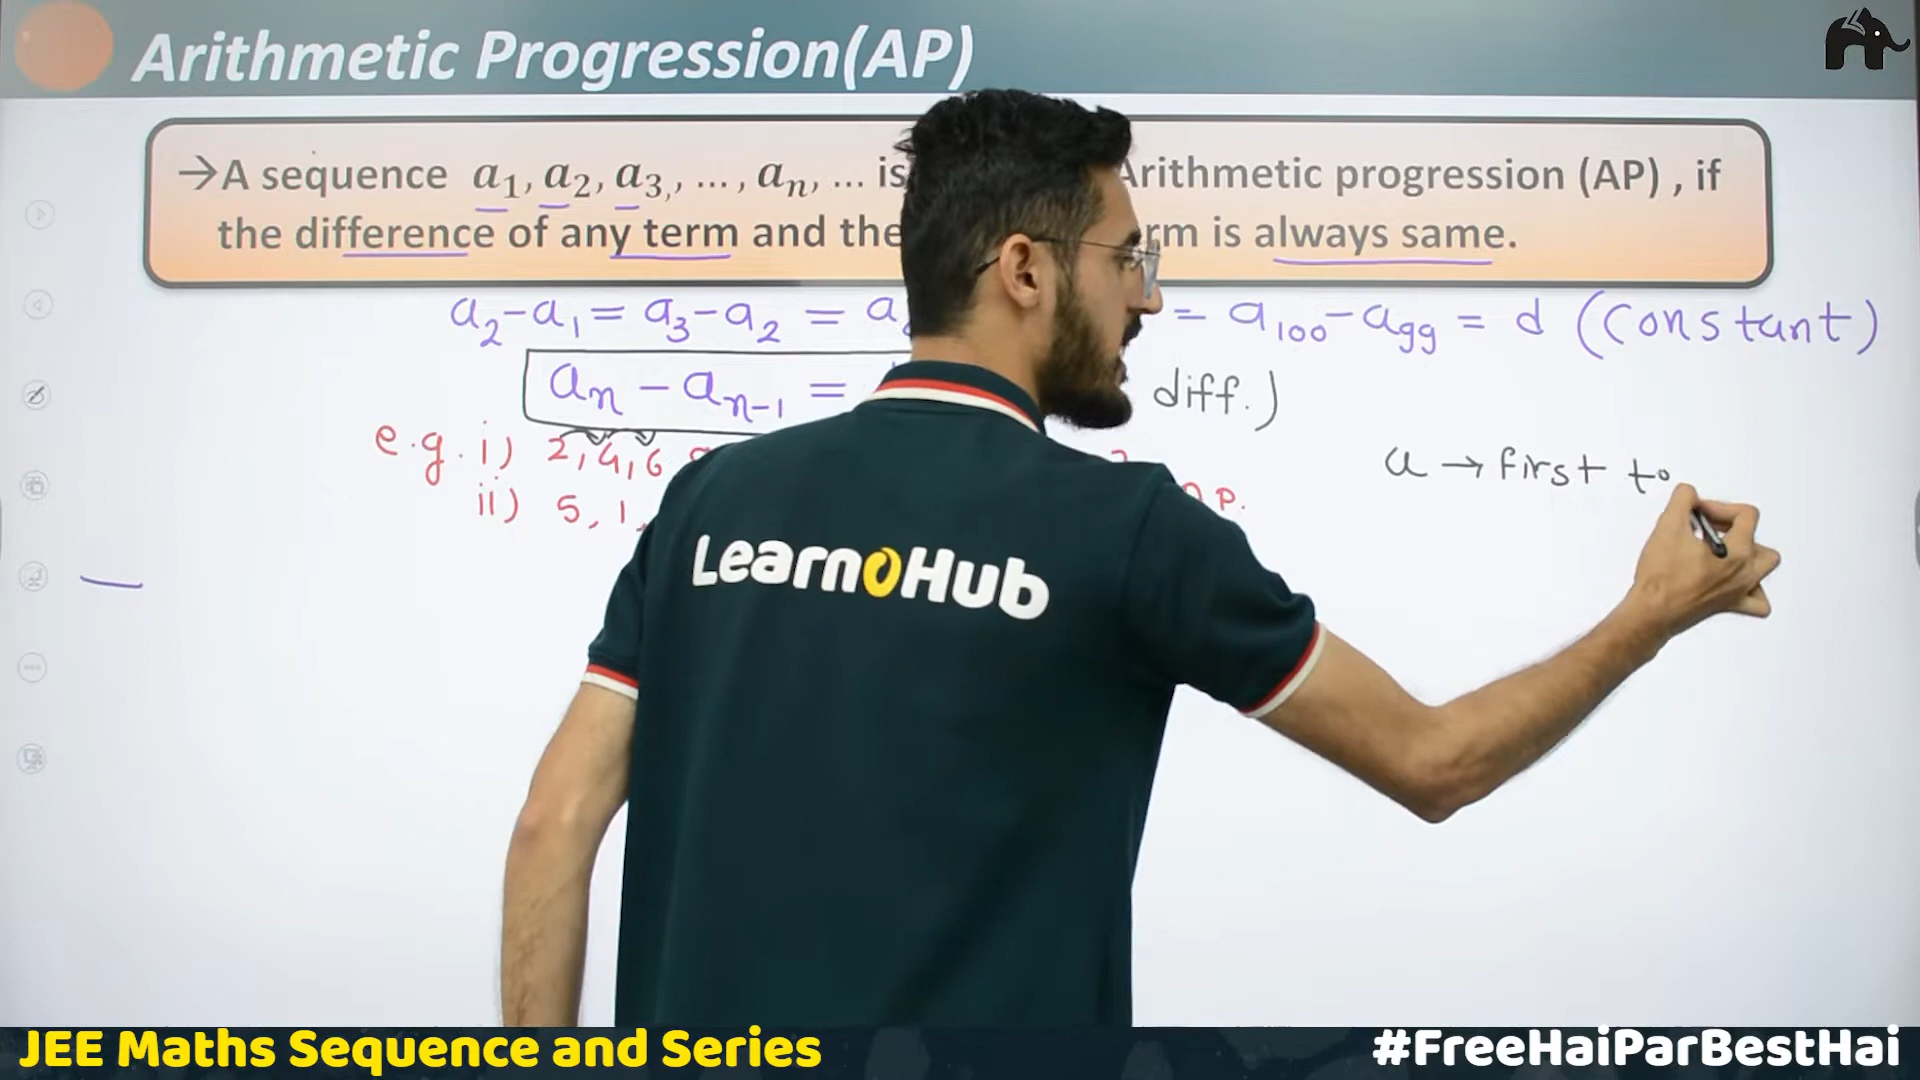 Arithmetic Progression(AP)
→A sequence a₁, a₂, a₃,, ..., aₙ, ... is Arithmetic progression (AP) , if
the difference of any term and the is always same.
a₂-a₁ = a₃-a₂ = = a₁₀₀-a₉₉ = d (Constant)
aₙ - aₙ₋₁ = diff.)
e.g. i) 2, 4, 6
a → first
ii) 5, 1, P.
LearnoHub
JEE Maths Sequence and Series
#FreeHaiParBestHai